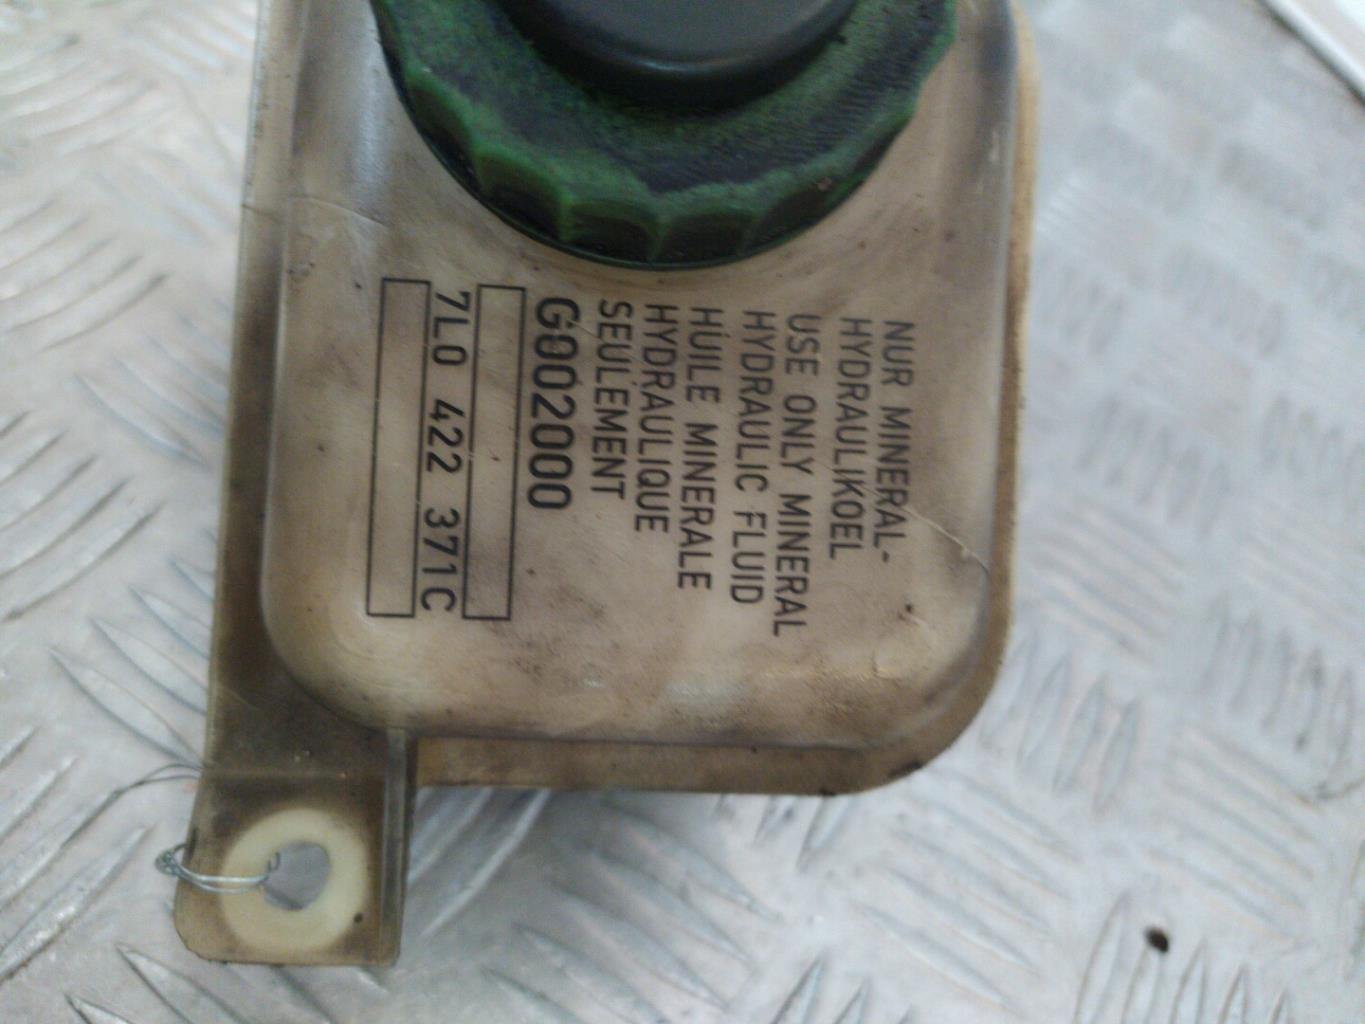 NUR MINERAL-
HYDRAULIKOEL
USE ONLY MINERAL
HYDRAULIC FLUID
HUILE MINERALE
HYDRAULIQUE
SEULEMENT
G002000
7L0 422 371C